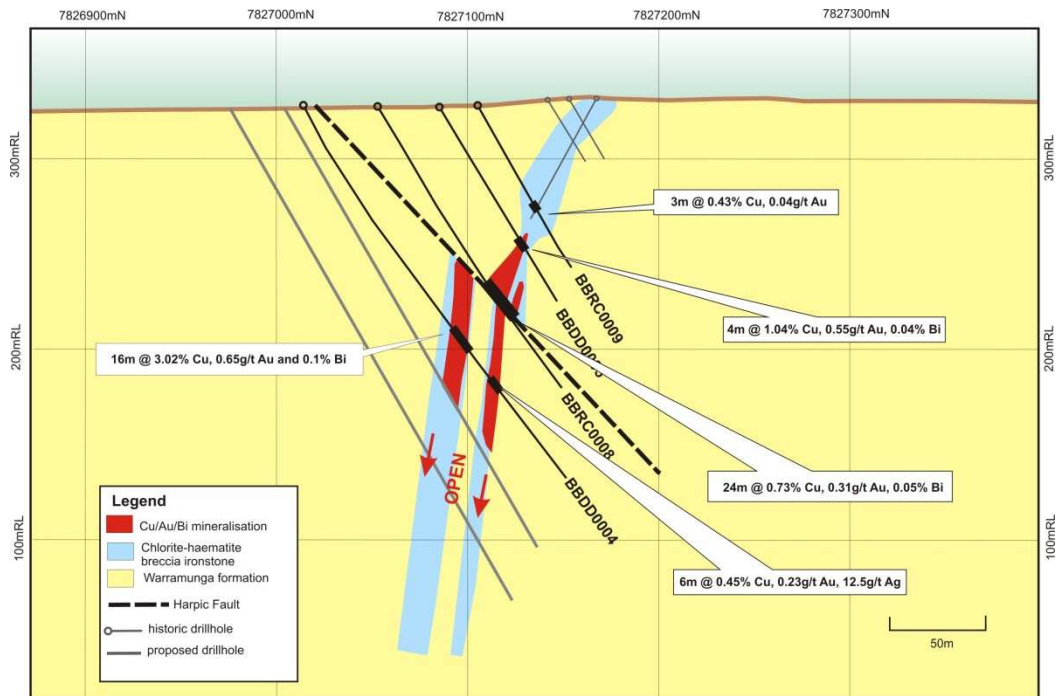 7826900mN
7827000mN
7827100mN
7827200mN
7827300mN
300mRL
300mRL
3m @ 0.43% Cu, 0.04g/t Au
BBRC0009
4m @ 1.04% Cu, 0.55g/t Au, 0.04% Bi
200mRL
200mRL
16m @ 3.02% Cu, 0.65g/t Au and 0.1% Bi
BBRC0008
OPEN
24m @ 0.73% Cu, 0.31g/t Au, 0.05% Bi
BBDD0004
100mRL
100mRL
6m @ 0.45% Cu, 0.23g/t Au, 12.5g/t Ag
Legend
Cu/Au/Bi mineralisation
Chlorite-haematite
breccia ironstone
Warramunga formation
Harpic Fault
historic drillhole
proposed drillhole
50m